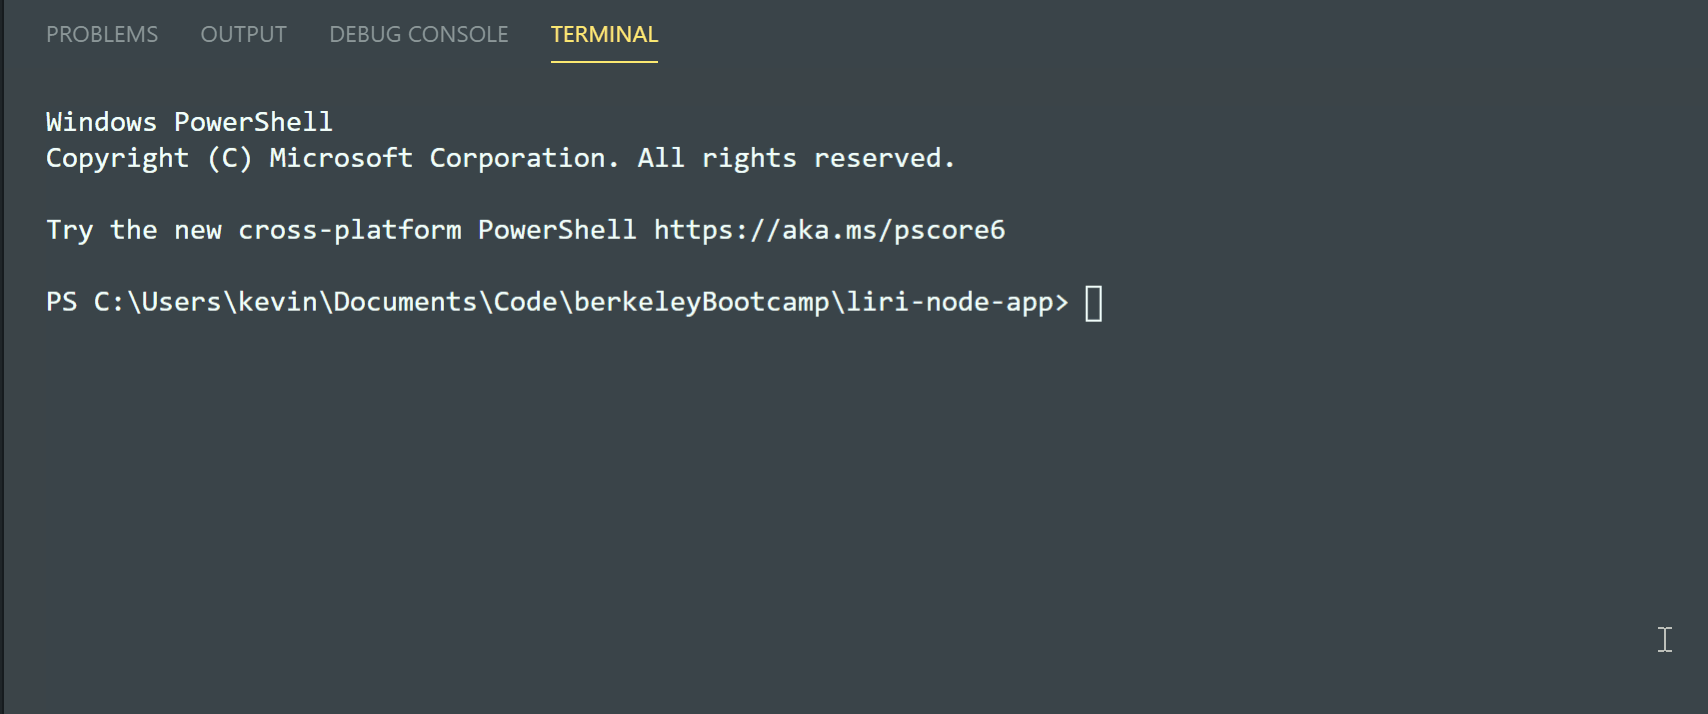 PROBLEMS OUTPUT DEBUG CONSOLE TERMINAL
Windows PowerShell
Copyright (C) Microsoft Corporation. All rights reserved.
Try the new cross-platform PowerShell https://aka.ms/pscore6
PS C:\Users\kevin\Documents\Code\berkeleyBootcamp\liri-node-app>